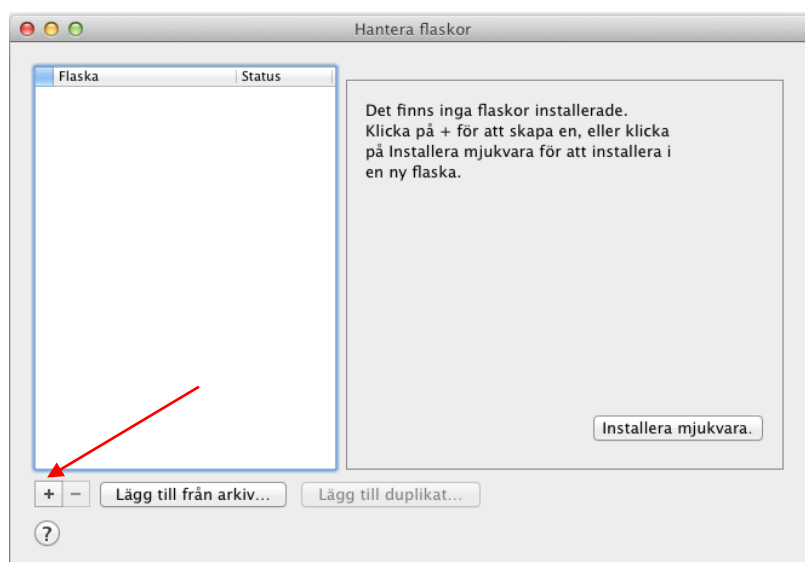 Hantera flaskor
Flaska Status
Det finns inga flaskor installerade.
Klicka på + för att skapa en, eller klicka
på Installera mjukvara för att installera i
en ny flaska.
Installera mjukvara.
+ − Lägg till från arkiv... Lägg till duplikat...
?